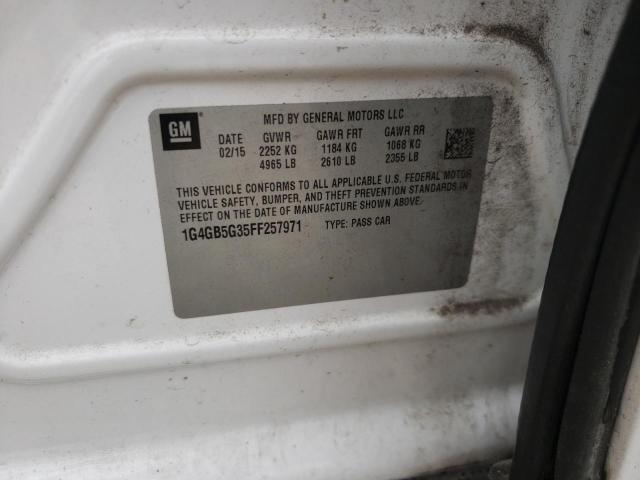 MFD BY GENERAL MOTORS LLC
GM
DATE GVWR GAWR FRT GAWR RR
02/15 2252 KG 1184 KG 1068 KG
4965 LB 2610 LB 2355 LB
THIS VEHICLE CONFORMS TO ALL APPLICABLE U.S. FEDERAL MOTOR
VEHICLE SAFETY, BUMPER, AND THEFT PREVENTION STANDARDS IN
EFFECT ON THE DATE OF MANUFACTURE SHOWN ABOVE.
1G4GB5G35FF257971 TYPE: PASS CAR